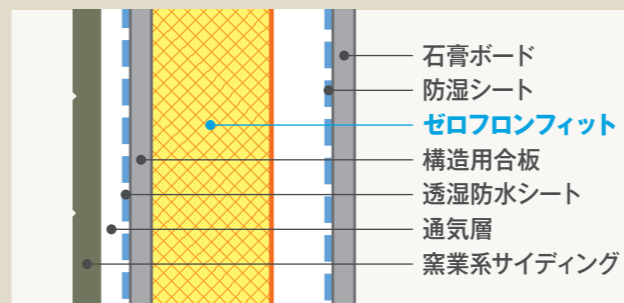 石膏ボード
防湿シート
ゼロフロンフィット
構造用合板
透湿防水シート
通気層
窯業系サイディング